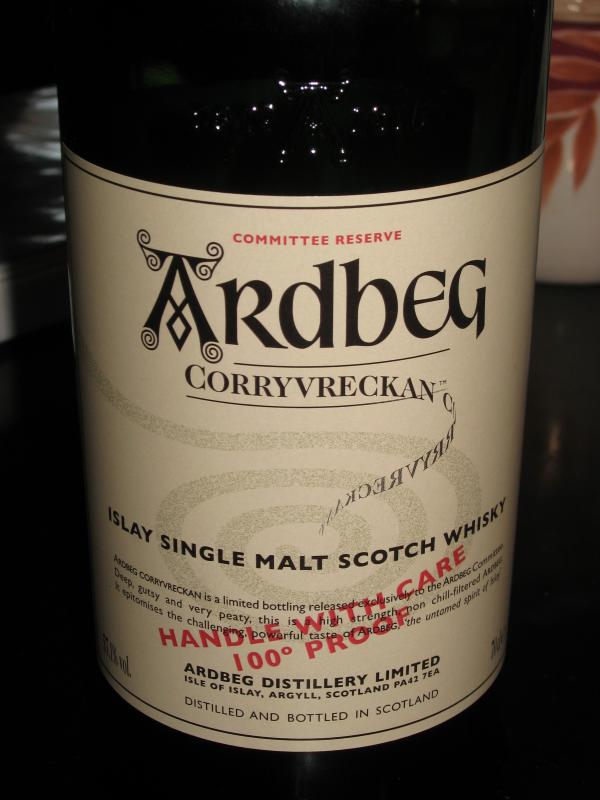 COMMITTEE RESERVE
ARDBEG
CORRYVRECKAN™
CORRYVRECKAN
ISLAY SINGLE MALT SCOTCH WHISKY
ARDBEG CORRYVRECKAN is a limited bottling released exclusively to the ARDBEG Committee.
Deep, gutsy and very peaty, this is a high strength, non chill-filtered ARDBEG.
It epitomises the challenging, powerful taste of ARDBEG, 'the untamed spirit of Islay'
HANDLE WITH CARE
100° PROOF
57.1% vol.
ARDBEG DISTILLERY LIMITED
ISLE OF ISLAY, ARGYLL, SCOTLAND PA42 7EA
DISTILLED AND BOTTLED IN SCOTLAND